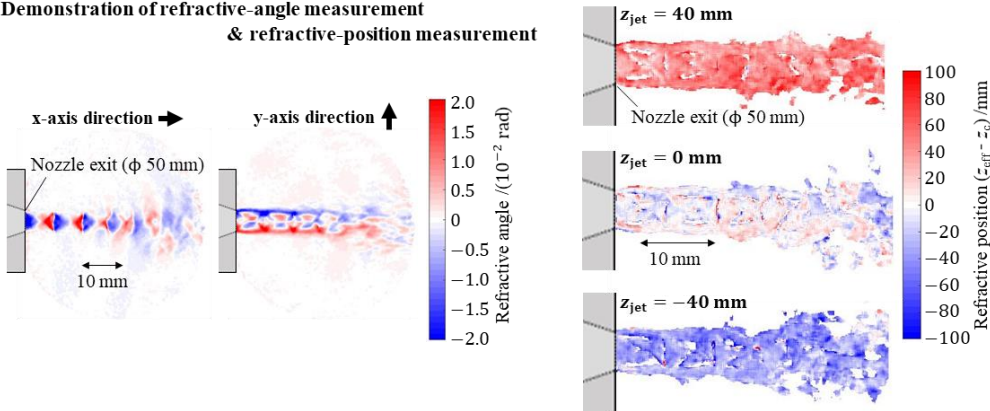 Demonstration of refractive-angle measurement
& refractive-position measurement
x-axis direction
y-axis direction
Nozzle exit (ϕ 50 mm)
10 mm
2.0
1.5
1.0
0.5
0
−0.5
−1.0
−1.5
−2.0
Refractive angle /(10⁻² rad)
z_jet = 40 mm
Nozzle exit (ϕ 50 mm)
z_jet = 0 mm
10 mm
z_jet = −40 mm
100
80
60
40
20
0
−20
−40
−60
−80
−100
Refractive position (z_eff - z_c) /mm